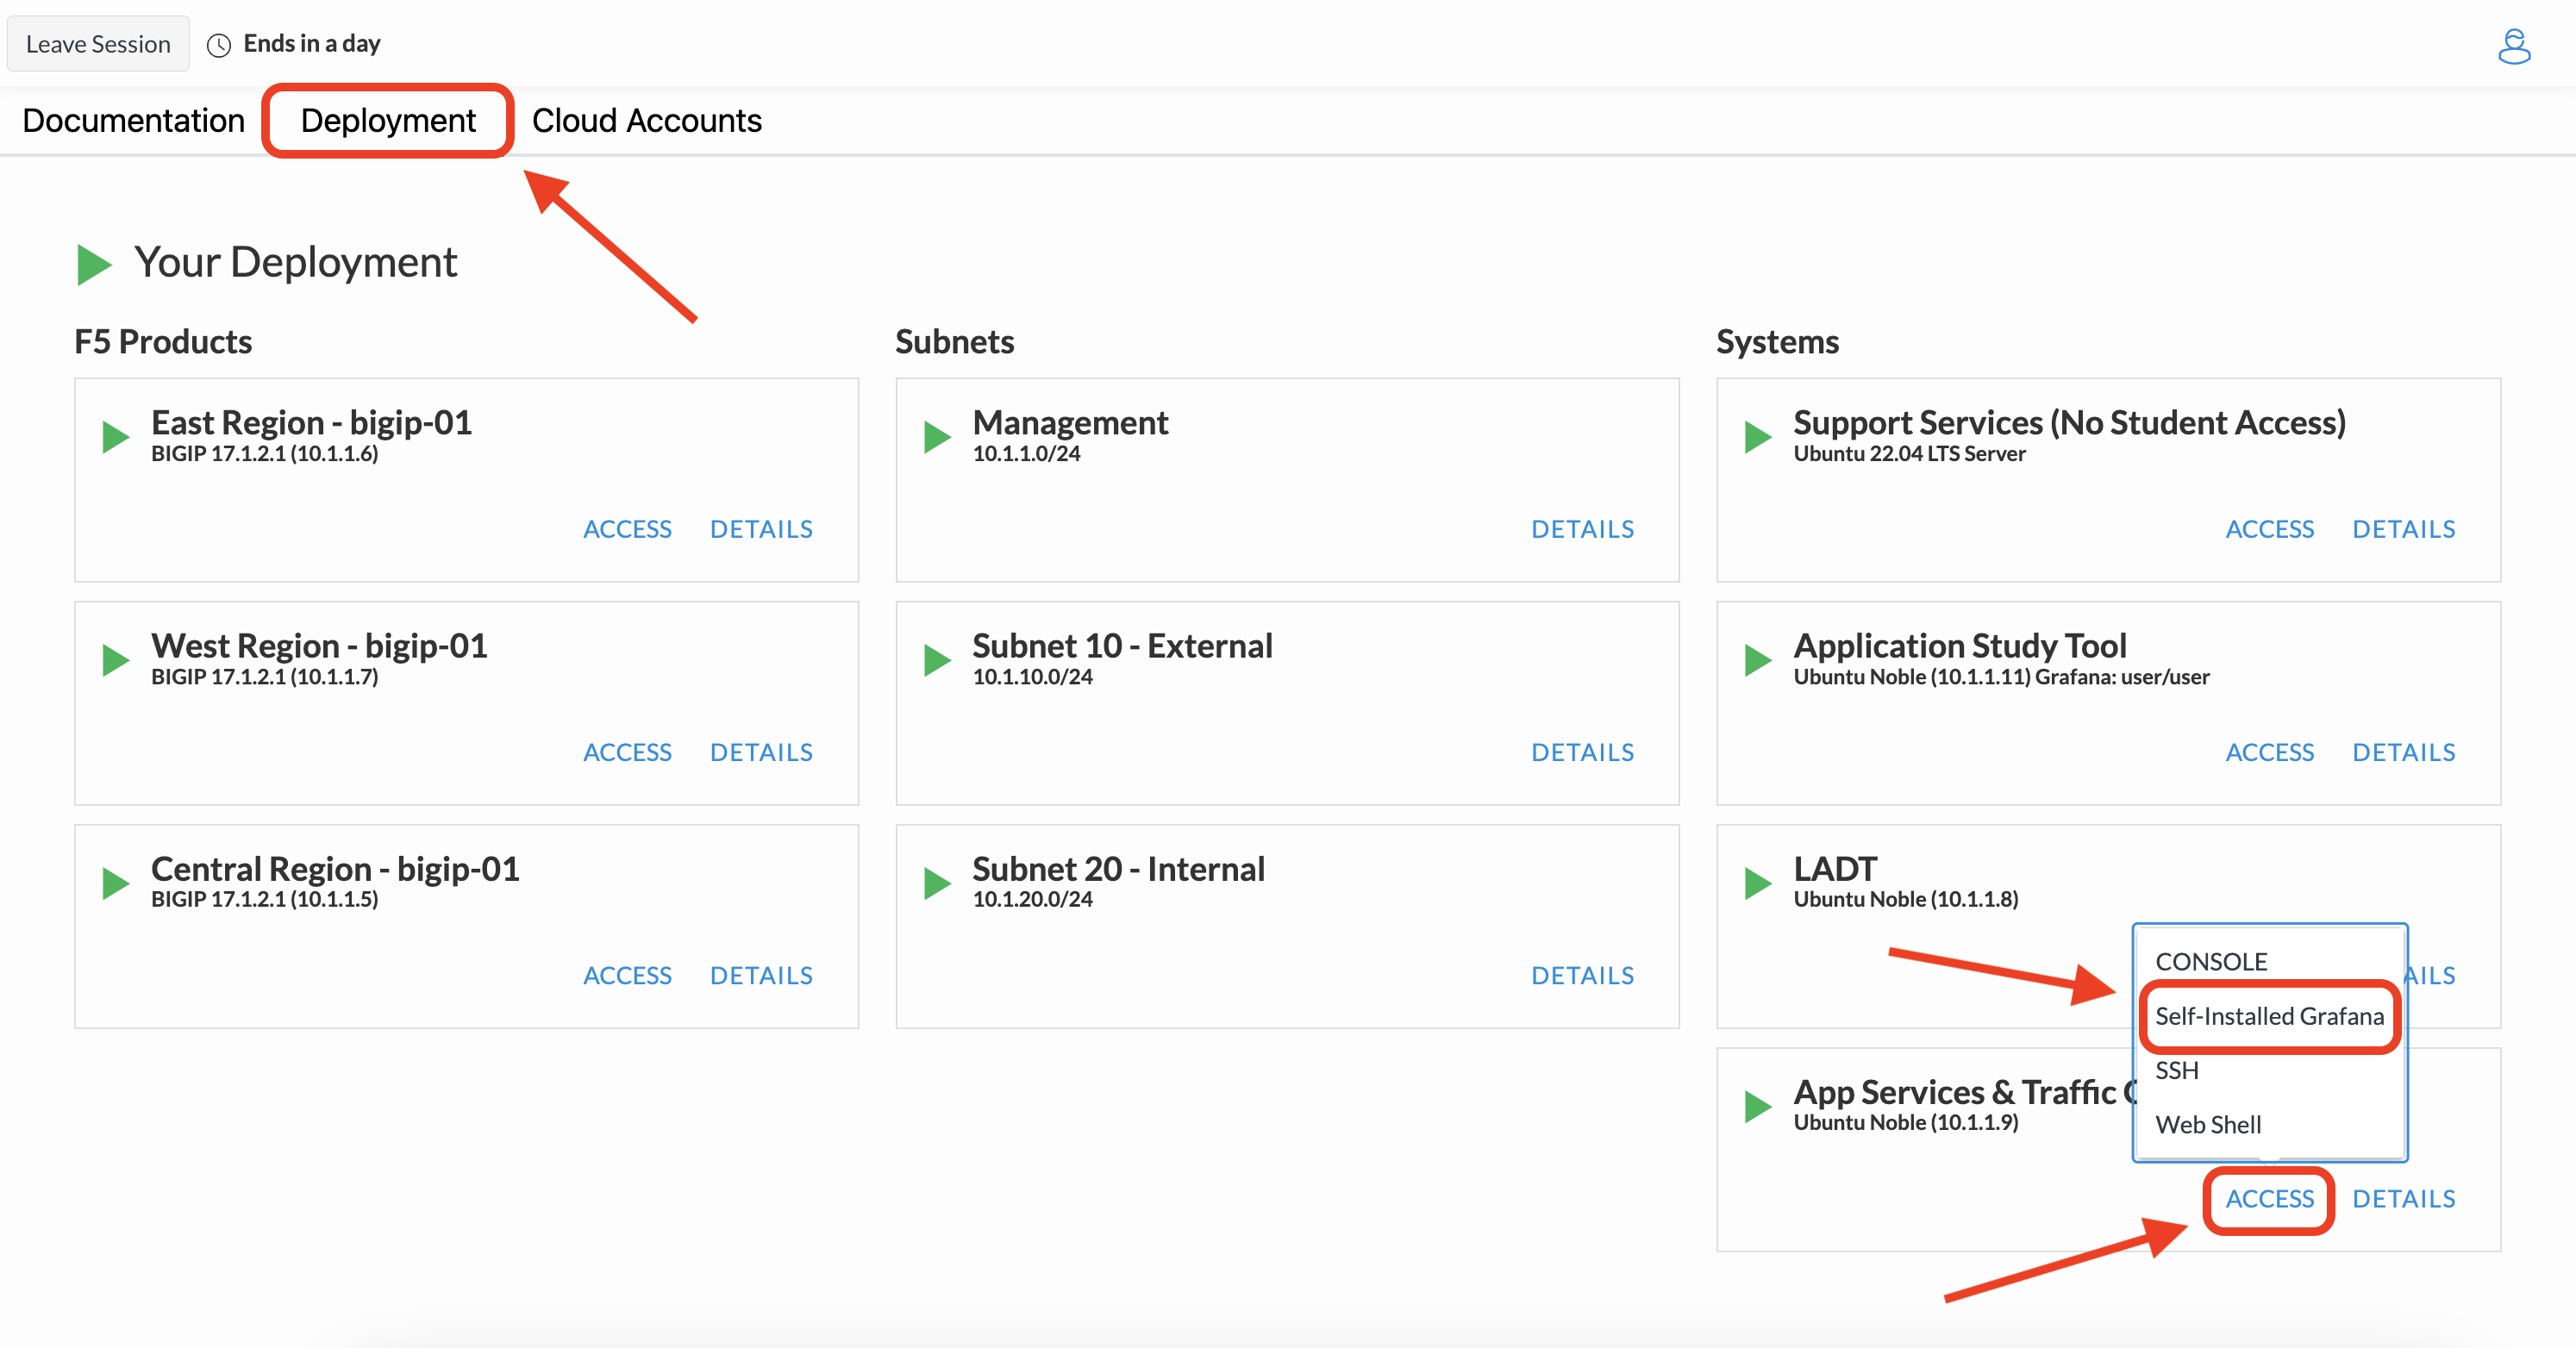 Leave Session
Ends in a day
Documentation
Deployment
Cloud Accounts
Your Deployment
F5 Products
East Region - bigip-01
BIGIP 17.1.2.1 (10.1.1.6)
ACCESS DETAILS
West Region - bigip-01
BIGIP 17.1.2.1 (10.1.1.7)
ACCESS DETAILS
Central Region - bigip-01
BIGIP 17.1.2.1 (10.1.1.5)
ACCESS DETAILS
Subnets
Management
10.1.1.0/24
DETAILS
Subnet 10 - External
10.1.10.0/24
DETAILS
Subnet 20 - Internal
10.1.20.0/24
DETAILS
Systems
Support Services (No Student Access)
Ubuntu 22.04 LTS Server
ACCESS DETAILS
Application Study Tool
Ubuntu Noble (10.1.1.11) Grafana: user/user
ACCESS DETAILS
LADT
Ubuntu Noble (10.1.1.8)
AILS
CONSOLE
Self-Installed Grafana
SSH
Web Shell
App Services & Traffic
Ubuntu Noble (10.1.1.9)
ACCESS DETAILS